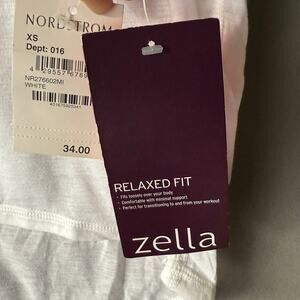 NORDSTROM
XS
Dept: 016
NR276602MI
WHITE
34.00
RELAXED FIT
• Fits loosely over your body
• Comfortable with minimal support
• Perfect for transitioning to and from your workout
zella